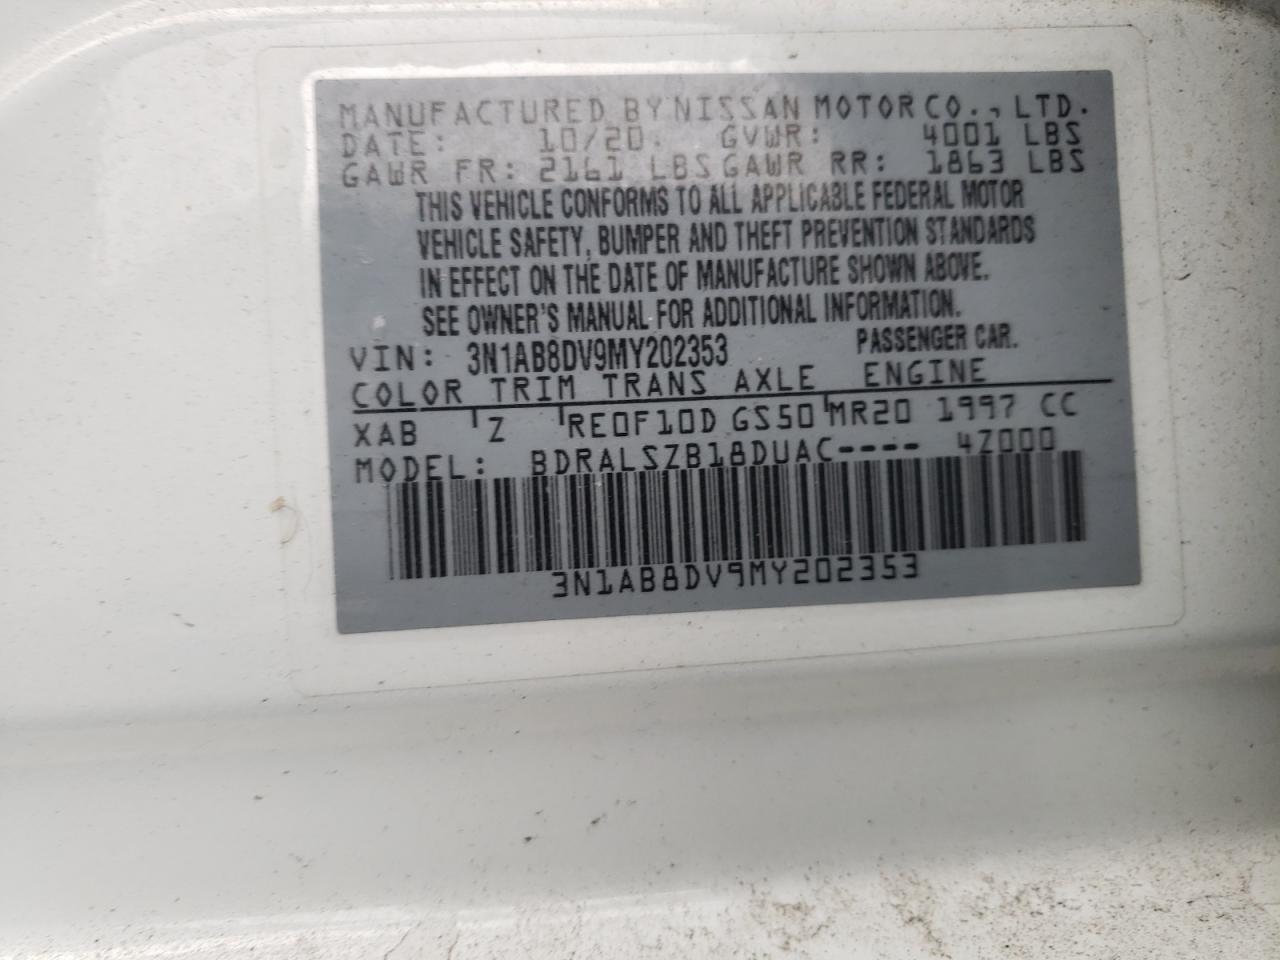 MANUFACTURED BY NISSAN MOTOR CO., LTD.
DATE: 10/20. GVWR: 4001 LBS
GAWR FR: 2161 LBS GAWR RR: 1863 LBS
THIS VEHICLE CONFORMS TO ALL APPLICABLE FEDERAL MOTOR
VEHICLE SAFETY, BUMPER AND THEFT PREVENTION STANDARDS
IN EFFECT ON THE DATE OF MANUFACTURE SHOWN ABOVE.
SEE OWNER'S MANUAL FOR ADDITIONAL INFORMATION.
VIN: 3N1AB8DV9MY202353 PASSENGER CAR.
COLOR TRIM TRANS AXLE ENGINE
XAB Z RE0F10D GS50 MR20 1997 CC
MODEL: BDRALSZB18DUAC---- 4Z000
3N1AB8DV9MY202353